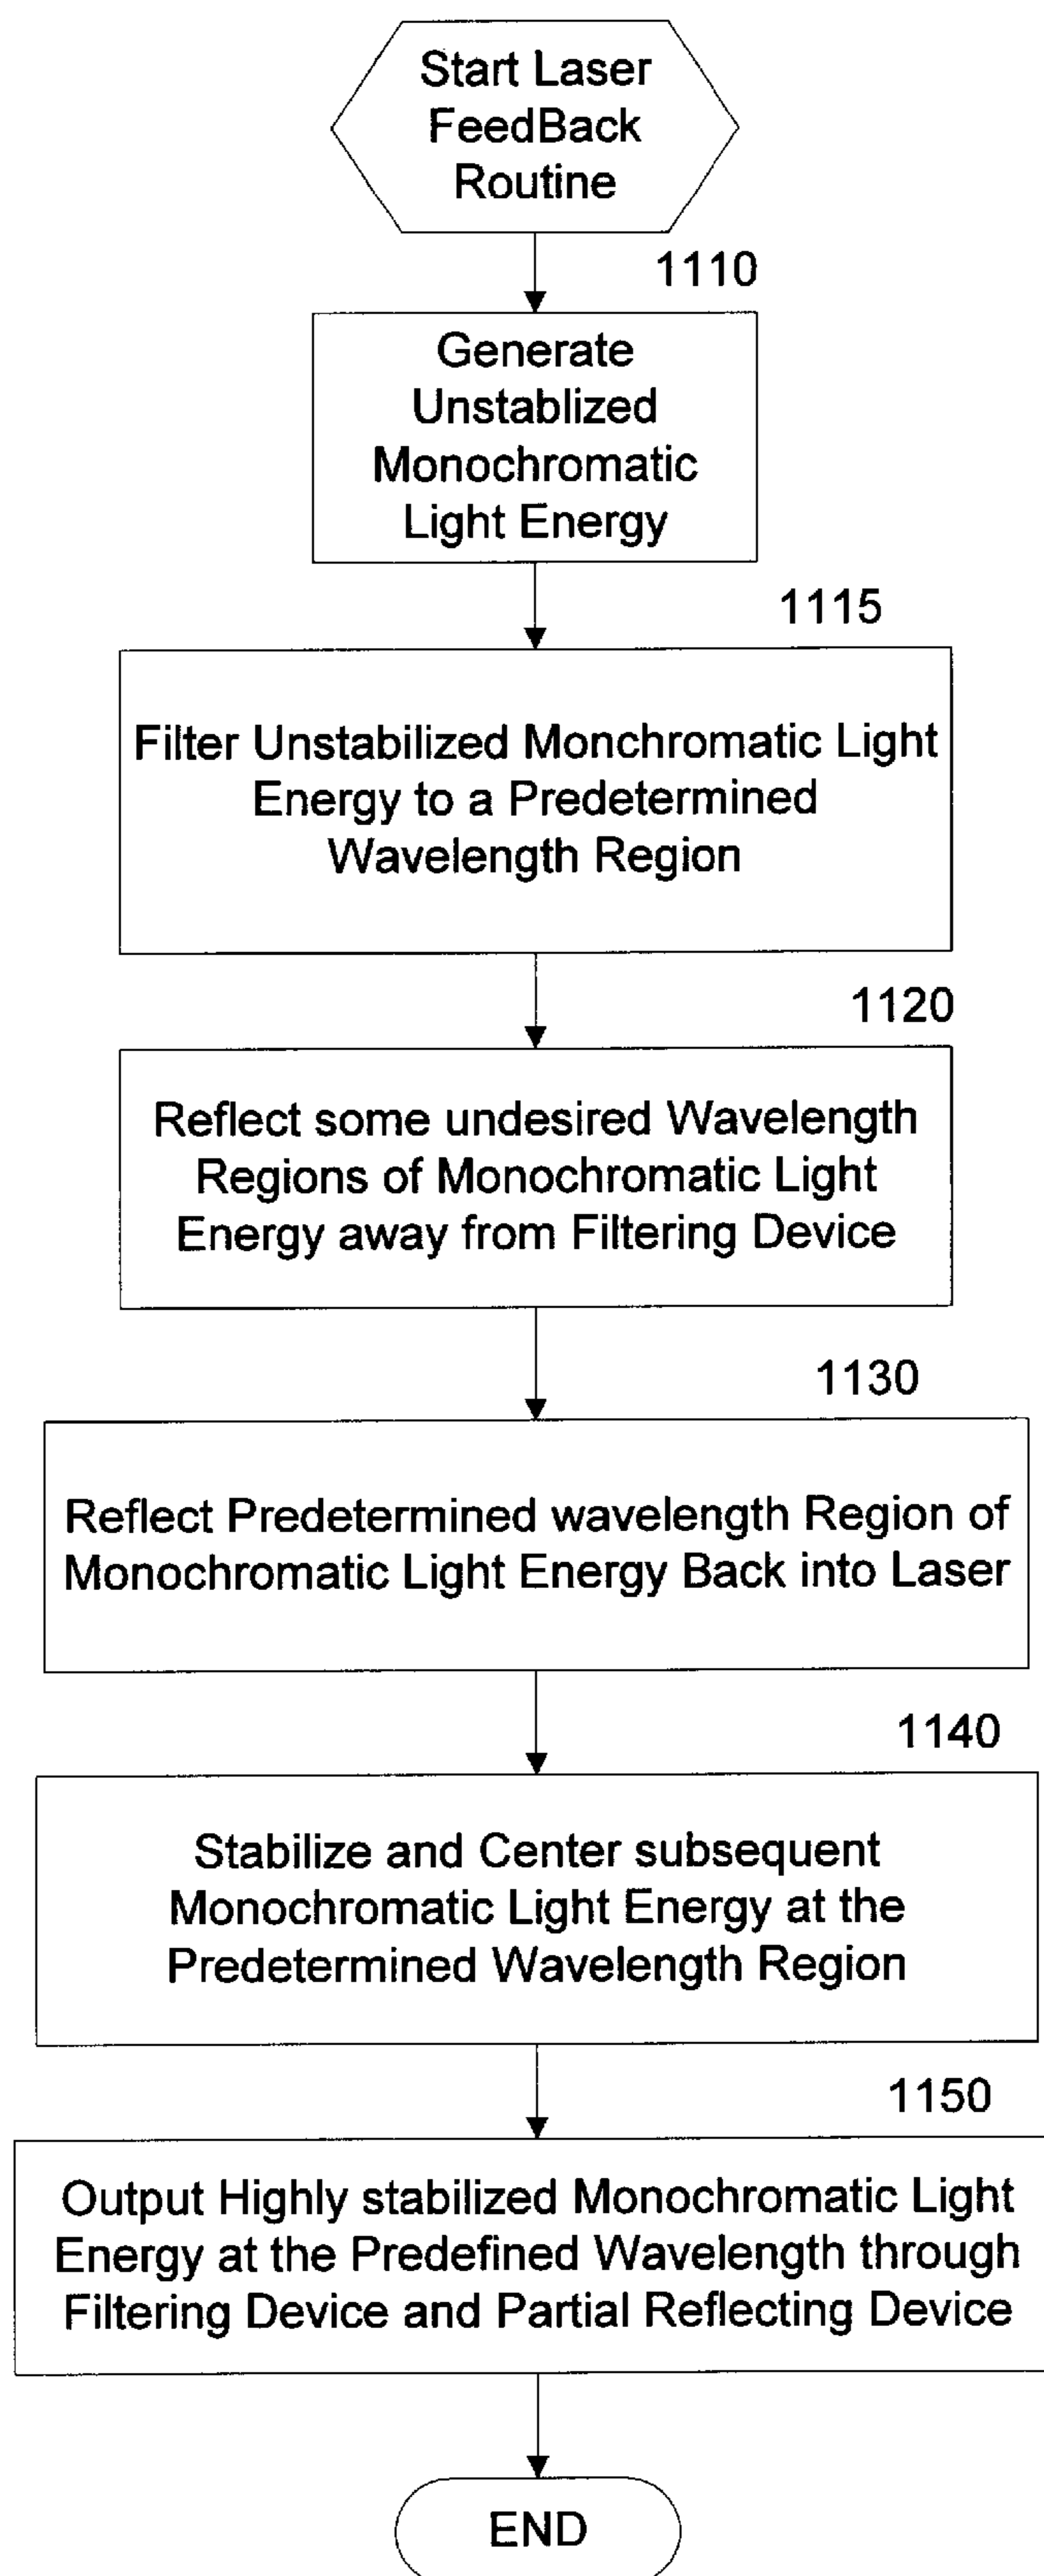 Start Laser
FeedBack
Routine
1110
Generate
Unstablized
Monochromatic
Light Energy
1115
Filter Unstabilized Monchromatic Light
Energy to a Predetermined
Wavelength Region
1120
Reflect some undesired Wavelength
Regions of Monochromatic Light
Energy away from Filtering Device
1130
Reflect Predetermined wavelength Region of
Monochromatic Light Energy Back into Laser
1140
Stabilize and Center subsequent
Monochromatic Light Energy at the
Predetermined Wavelength Region
1150
Output Highly stabilized Monochromatic Light
Energy at the Predefined Wavelength through
Filtering Device and Partial Reflecting Device
END